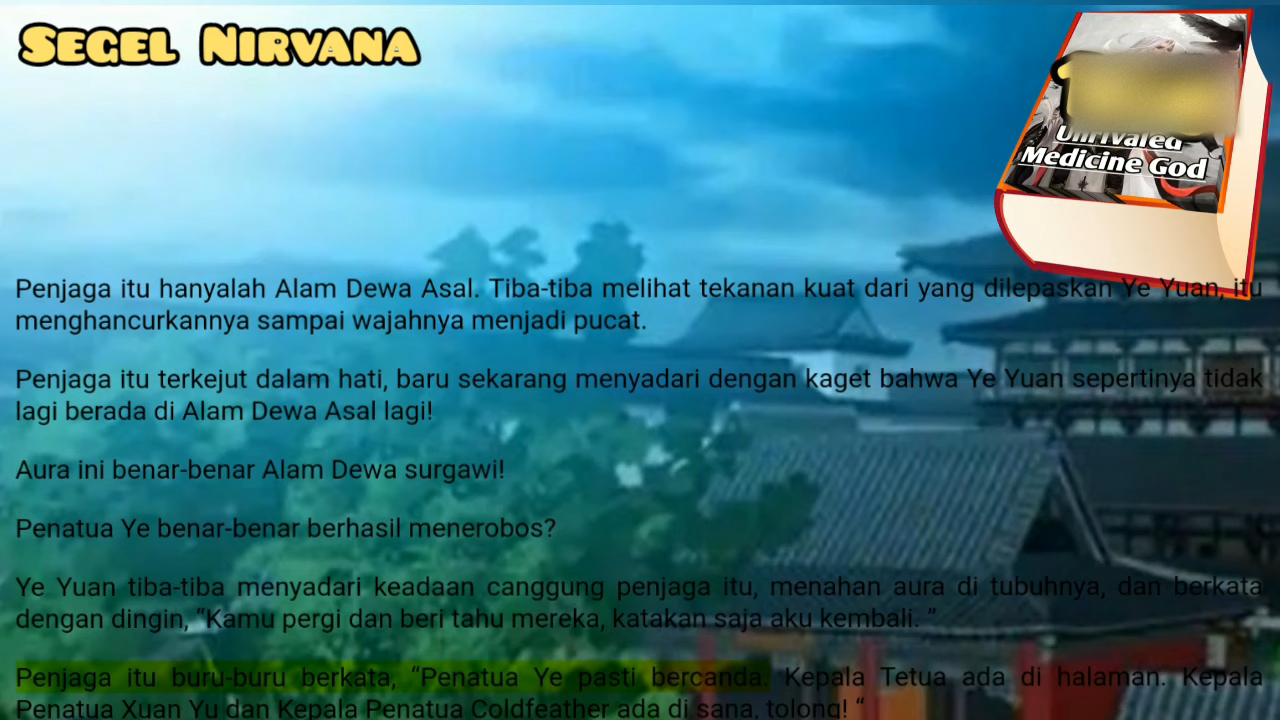 SEGEL NIRVANA
Unrivaled
Medicine God
Penjaga itu hanyalah Alam Dewa Asal. Tiba-tiba melihat tekanan kuat dari yang dilepaskan Ye Yuan, itu
menghancurkannya sampai wajahnya menjadi pucat.
Penjaga itu terkejut dalam hati, baru sekarang menyadari dengan kaget bahwa Ye Yuan sepertinya tidak
lagi berada di Alam Dewa Asal lagi!
Aura ini benar-benar Alam Dewa surgawi!
Penatua Ye benar-benar berhasil menerobos?
Ye Yuan tiba-tiba menyadari keadaan canggung penjaga itu, menahan aura di tubuhnya, dan berkata
dengan dingin, “Kamu pergi dan beri tahu mereka, katakan saja aku kembali. ”
Penjaga itu buru-buru berkata, “Penatua Ye pasti bercanda. Kepala Tetua ada di halaman. Kepala
Penatua Xuan Yu dan Kepala Penatua Coldfeather ada di sana, tolong! “